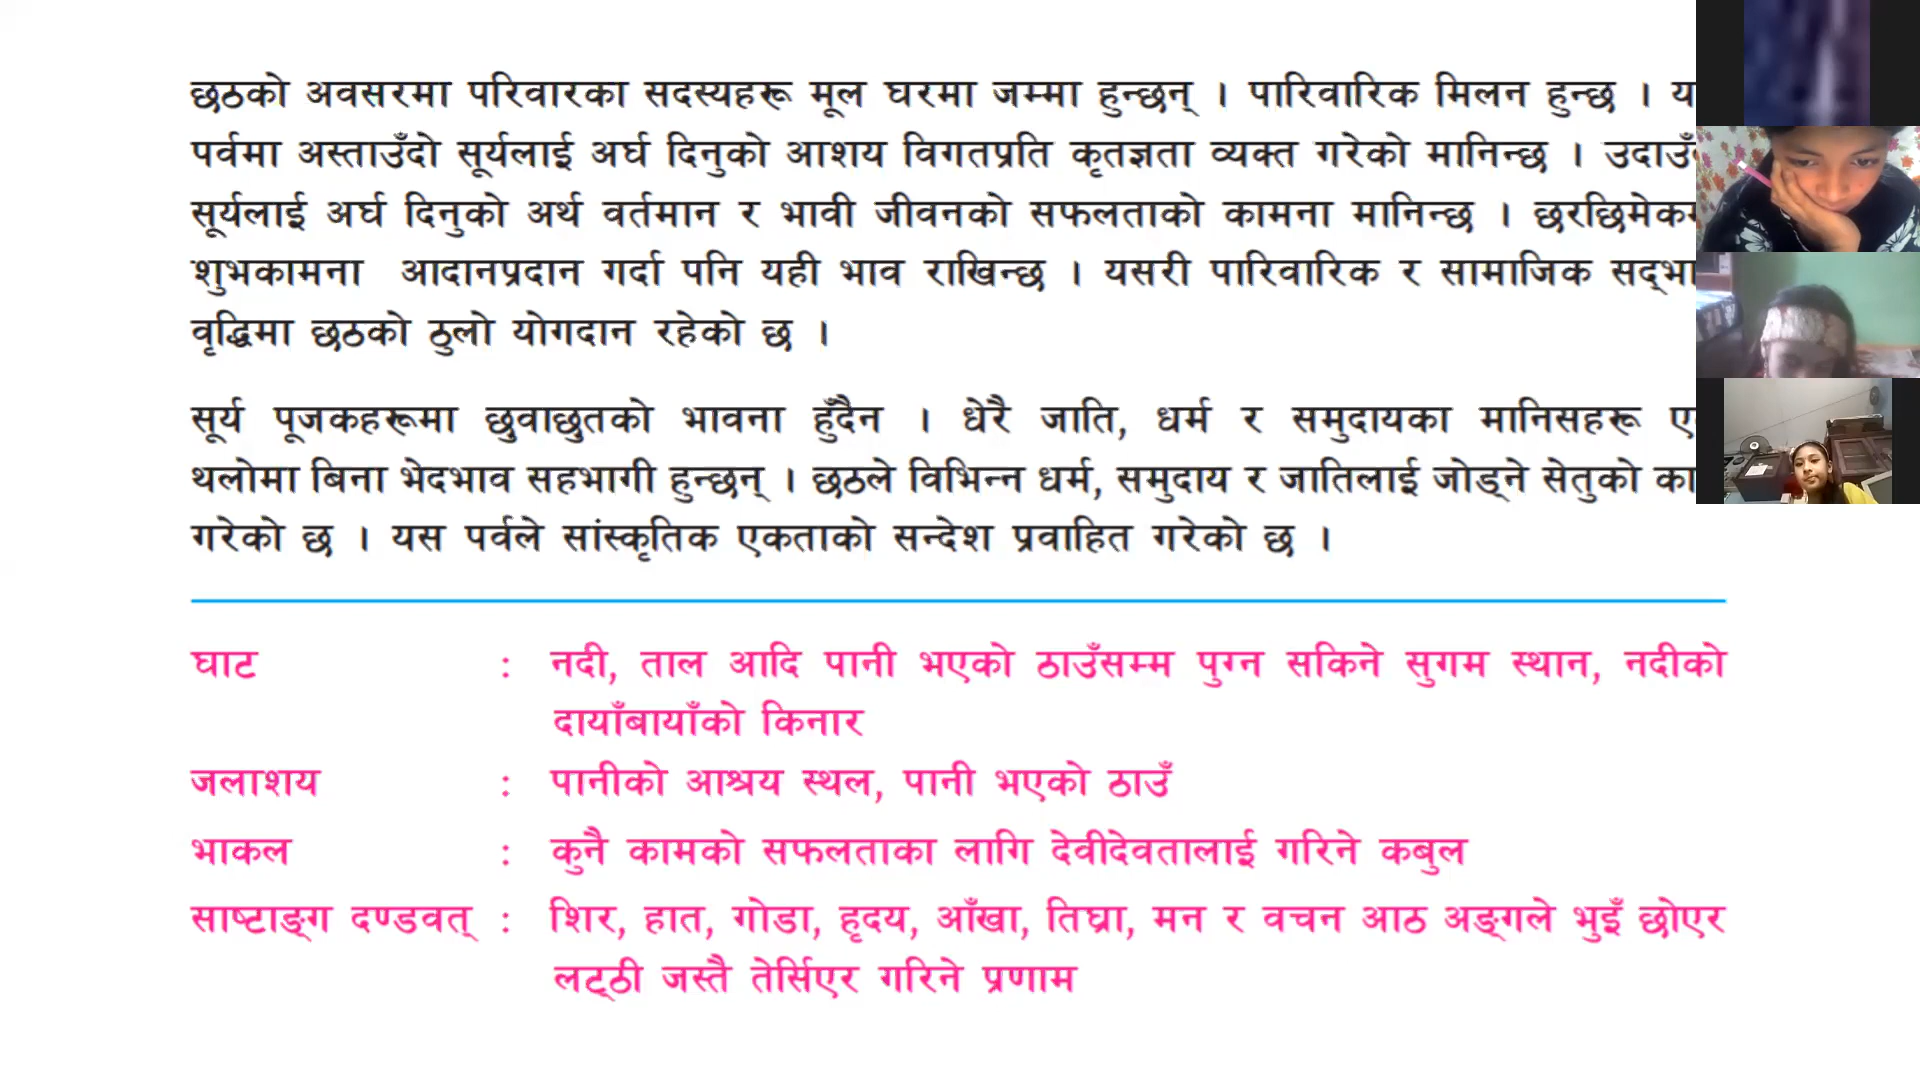 छठको अवसरमा परिवारका सदस्यहरू मूल घरमा जम्मा हुन्छन् । पारिवारिक मिलन हुन्छ ।
पर्वमा अस्ताउँदो सूर्यलाई अर्घ दिनुको आशय विगतप्रति कृतज्ञता व्यक्त गरेको मानिन्छ ।
सूर्यलाई अर्घ दिनुको अर्थ वर्तमान र भावी जीवनको सफलताको कामना मानिन्छ ।
शुभकामना आदानप्रदान गर्दा पनि यही भाव राखिन्छ । यसरी पारिवारिक र सामाजिक
वृद्धिमा छठको ठुलो योगदान रहेको छ ।
सूर्य पूजकहरूमा छुवाछुतको भावना हुँदैन । धेरै जाति, धर्म र समुदायका मानिसहरू
थलोमा बिना भेदभाव सहभागी हुन्छन् । छठले विभिन्न धर्म, समुदाय र जातिलाई जोड्ने सेतुको
गरेको छ । यस पर्वले सांस्कृतिक एकताको सन्देश प्रवाहित गरेको छ ।
घाट : नदी, ताल आदि पानी भएको ठाउँसम्म पुग्न सकिने सुगम स्थान, नदीको
दायाँबायाँको किनार
जलाशय : पानीको आश्रय स्थल, पानी भएको ठाउँ
भाकल : कुनै कामको सफलताका लागि देवीदेवतालाई गरिने कबुल
साष्टाङ्ग दण्डवत् : शिर, हात, गोडा, हृदय, आँखा, तिघ्रा, मन र वचन आठ अङ्गले भुइँ छोएर
लट्ठी जस्तै तेर्सिएर गरिने प्रणाम